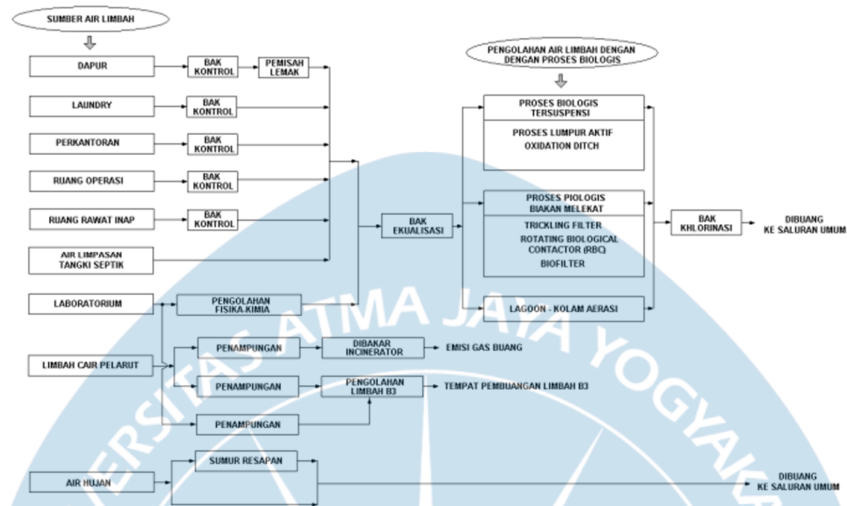 SUMBER AIR LIMBAH
DAPUR
BAK
KONTROL
PEMISAH
LEMAK
LAUNDRY
BAK
KONTROL
PERKANTORAN
BAK
KONTROL
RUANG OPERASI
BAK
KONTROL
RUANG RAWAT INAP
BAK
KONTROL
AIR LIMPASAN
TANGKI SEPTIK
LABORATORIUM
PENGOLAHAN
FISIKA-KIMIA
BAK
EKUALISASI
PENGOLAHAN AIR LIMBAH DENGAN
DENGAN PROSES BIOLOGIS
PROSES BIOLOGIS
TERSUSPENSI
PROSES LUMPUR AKTIF
OXIDATION DITCH
PROSES PIOLOGIS
BIAKAN MELEKAT
TRICKLING FILTER
ROTATING BIOLOGICAL
CONTACTOR (RBC)
BIOFILTER
LAGOON - KOLAM AERASI
BAK
KHLORINASI
DIBUANG
KE SALURAN UMUM
LIMBAH CAIR PELARUT
PENAMPUNGAN
DIBAKAR
INCINERATOR
EMISI GAS BUANG
PENAMPUNGAN
PENGOLAHAN
LIMBAH B3
TEMPAT PEMBUANGAN LIMBAH B3
PENAMPUNGAN
AIR HUJAN
SUMUR RESAPAN
DIBUANG
KE SALURAN UMUM
VERSITAS ATMA JAYA YOGYAKA